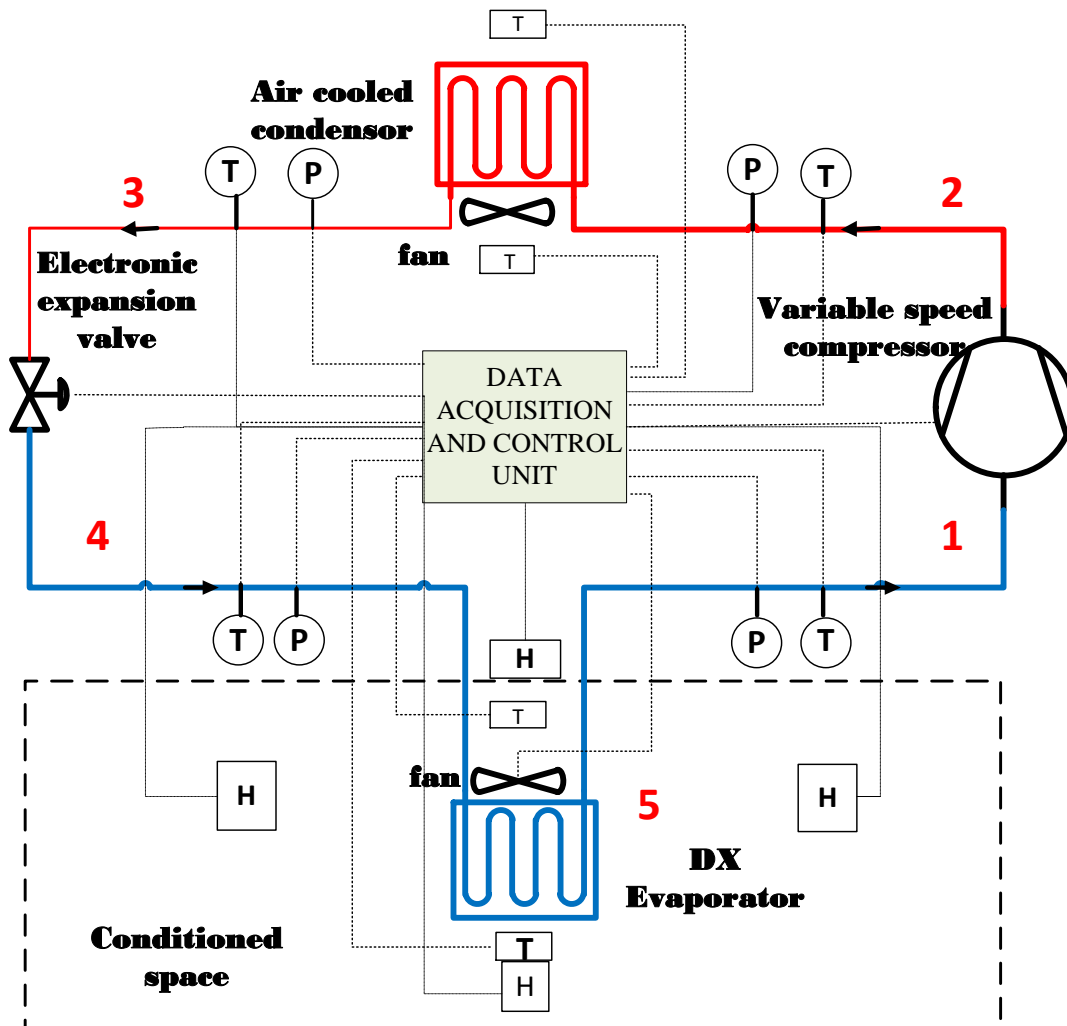 T
Air cooled
condensor
T
P
P
T
3
2
fan
T
Electronic
expansion
valve
Variable speed
compressor
DATA
ACQUISITION
AND CONTROL
UNIT
4
1
T
P
P
T
H
T
fan
H
H
5
DX
Evaporator
Conditioned
space
T
H